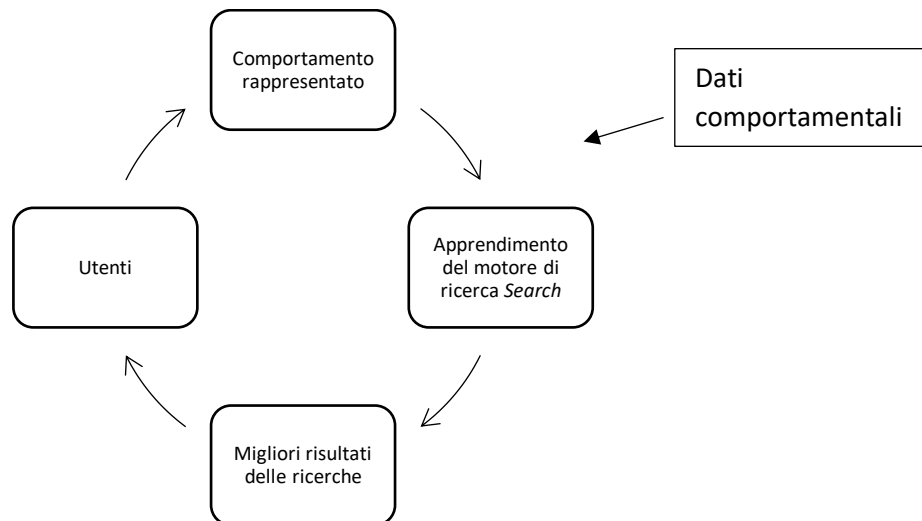 Comportamento
rappresentato
Dati
comportamentali
Utenti
Apprendimento
del motore di
ricerca Search
Migliori risultati
delle ricerche